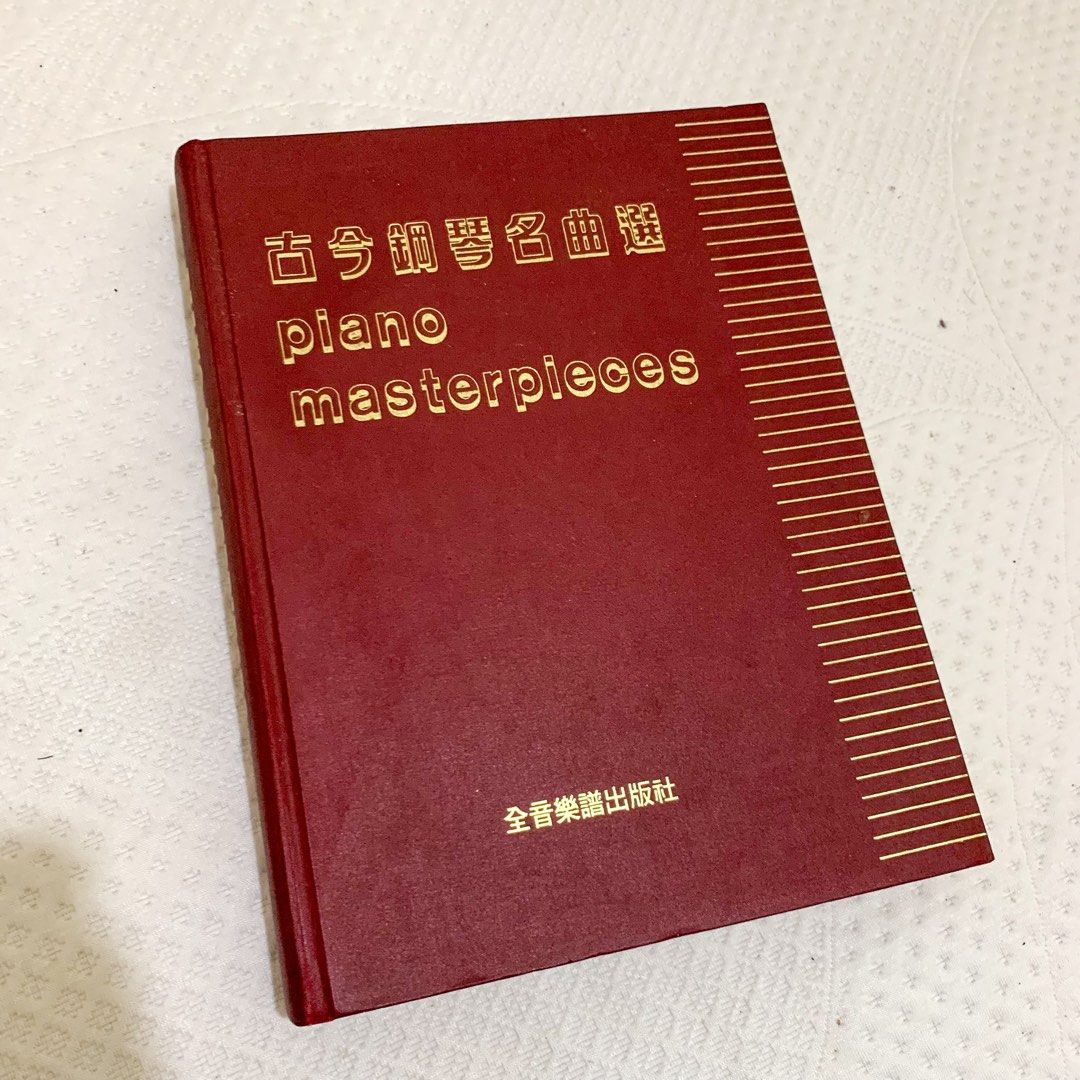 古今鋼琴名曲選
piano
masterpieces
全音樂譜出版社